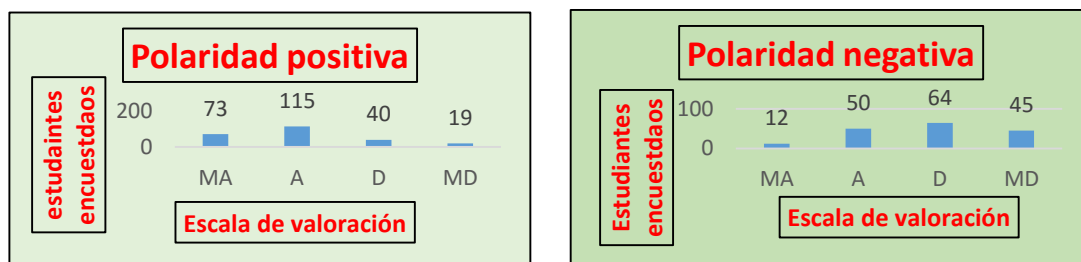 Polaridad positiva
estudaintes
encuestdaos
200
0
73
115
40
19
MA
A
D
MD
Escala de valoración
Polaridad negativa
Estudiantes
encuestdaos
100
0
12
50
64
45
MA
A
D
MD
Escala de valoración